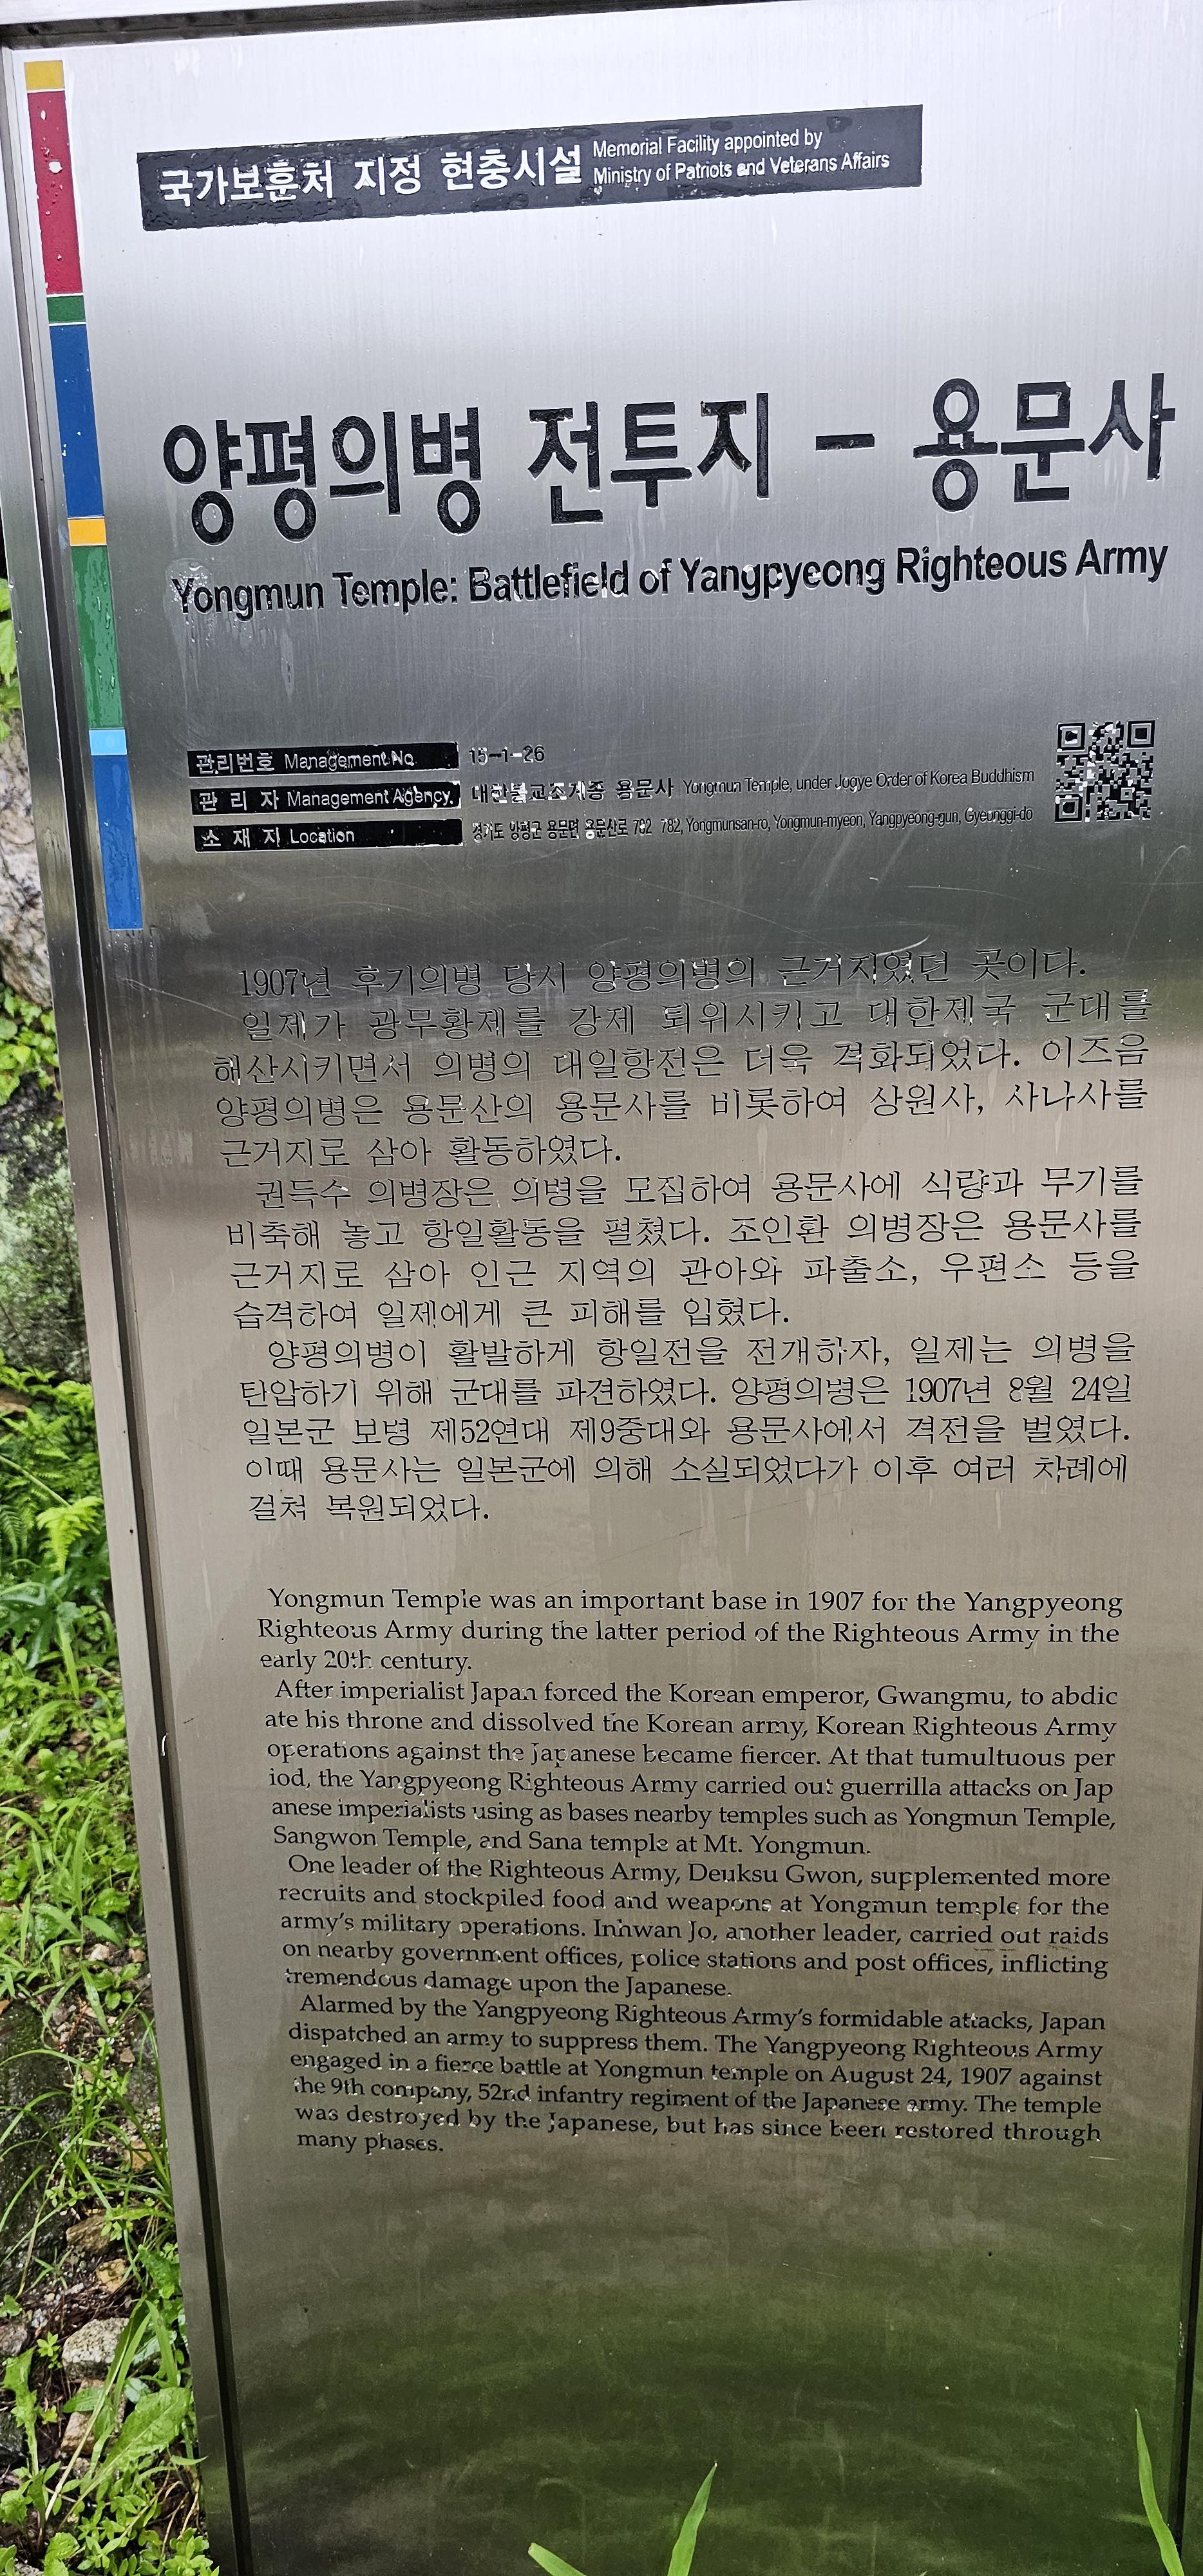 국가보훈처 지정 현충시설
Memorial Facility appointed by
Ministry of Patriots and Veterans Affairs
양평의병 전투지 – 용문사
Yongmun Temple: Battlefield of Yangpyeong Righteous Army
관리번호 Management No. 15-1-26
관 리 자 Management Agency 대한불교조계종 용문사 Yongmun Temple, under Jogye Order of Korea Buddhism
소 재 지 Location 경기도 양평군 용문면 용문산로 782 782, Yongmunsan-ro, Yongmun-myeon, Yangpyeong-gun, Gyeonggi-do
1907년 후기의병 당시 양평의병의 근거지였던 곳이다.
일제가 광무황제를 강제 퇴위시키고 대한제국 군대를
해산시키면서 의병의 대일항전은 더욱 격화되었다. 이즈음
양평의병은 용문산의 용문사를 비롯하여 상원사, 사나사를
근거지로 삼아 활동하였다.
권득수 의병장은 의병을 모집하여 용문사에 식량과 무기를
비축해 놓고 항일활동을 펼쳤다. 조인환 의병장은 용문사를
근거지로 삼아 인근 지역의 관아와 파출소, 우편소 등을
습격하여 일제에게 큰 피해를 입혔다.
양평의병이 활발하게 항일전을 전개하자, 일제는 의병을
탄압하기 위해 군대를 파견하였다. 양평의병은 1907년 8월 24일
일본군 보병 제52연대 제9중대와 용문사에서 격전을 벌였다.
이때 용문사는 일본군에 의해 소실되었다가 이후 여러 차례에
걸쳐 복원되었다.
Yongmun Temple was an important base in 1907 for the Yangpyeong
Righteous Army during the latter period of the Righteous Army in the
early 20th century.
After imperialist Japan forced the Korean emperor, Gwangmu, to abdic
ate his throne and dissolved the Korean army, Korean Righteous Army
operations against the Japanese became fiercer. At that tumultuous per
iod, the Yangpyeong Righteous Army carried out guerrilla attacks on Jap
anese imperialists using as bases nearby temples such as Yongmun Temple,
Sangwon Temple, and Sana temple at Mt. Yongmun.
One leader of the Righteous Army, Deuksu Gwon, supplemented more
recruits and stockpiled food and weapons at Yongmun temple for the
army's military operations. Inhwan Jo, another leader, carried out raids
on nearby government offices, police stations and post offices, inflicting
tremendous damage upon the Japanese.
Alarmed by the Yangpyeong Righteous Army's formidable attacks, Japan
dispatched an army to suppress them. The Yangpyeong Righteous Army
engaged in a fierce battle at Yongmun temple on August 24, 1907 against
the 9th company, 52nd infantry regiment of the Japanese army. The temple
was destroyed by the Japanese, but has since been restored through
many phases.